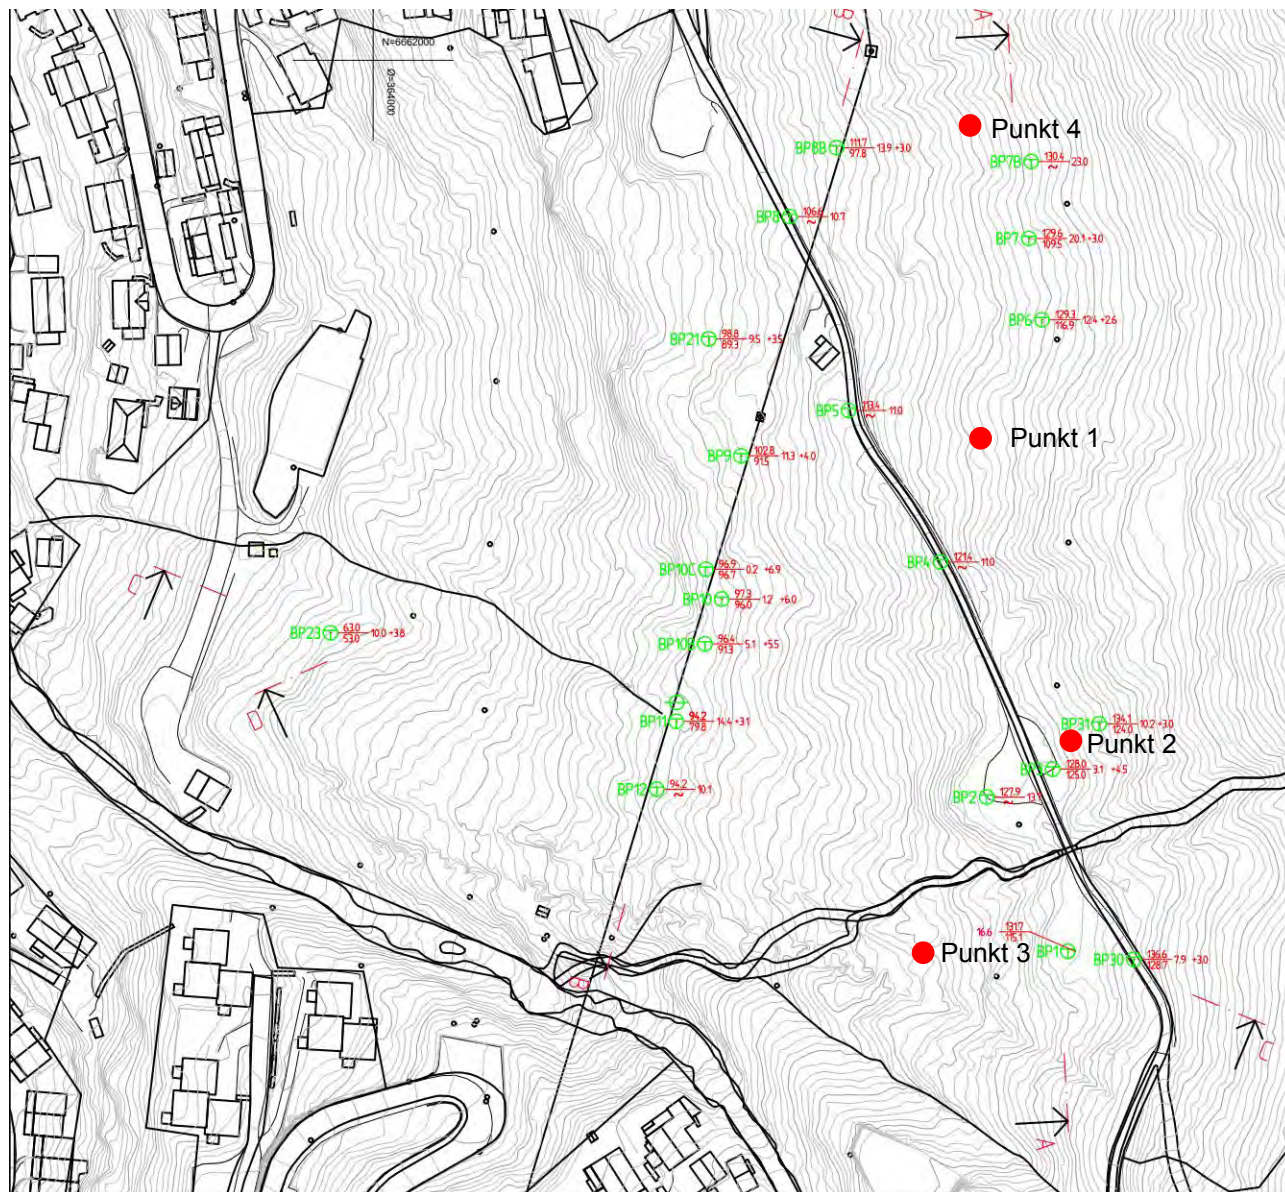 N=6662000
Ø=364000
B
A
Punkt 4
BP8B 111.7 97.8 13.9 +3.0
BP7B 130.4 ~ 23.0
BP8 106.6 ~ 10.7
BP7 129.6 109.5 20.1 +3.0
BP6 129.3 116.9 12.4 +2.6
BP21 98.8 89.3 9.5 +3.5
BP5 113.4 ~ 11.0
Punkt 1
BP9 102.8 91.5 11.3 +4.0
BP4 121.4 ~ 11.0
BP10C 96.9 96.7 0.2 +6.9
BP10 97.3 96.0 1.2 +6.0
BP23 63.0 53.0 10.0 +3.8
BP10B 96.4 91.3 5.1 +5.5
BP11 94.2 79.8 14.4 +3.1
BP31 134.1 124.0 10.2 +3.0
Punkt 2
BP3 128.0 125.0 3.1 +4.5
BP12 94.2 ~ 10.1
BP2 127.9 ~
C
D
16.6 131.7 115.1 BP1
Punkt 3
BP30 136.6 128.7 7.9 +3.0
B
A